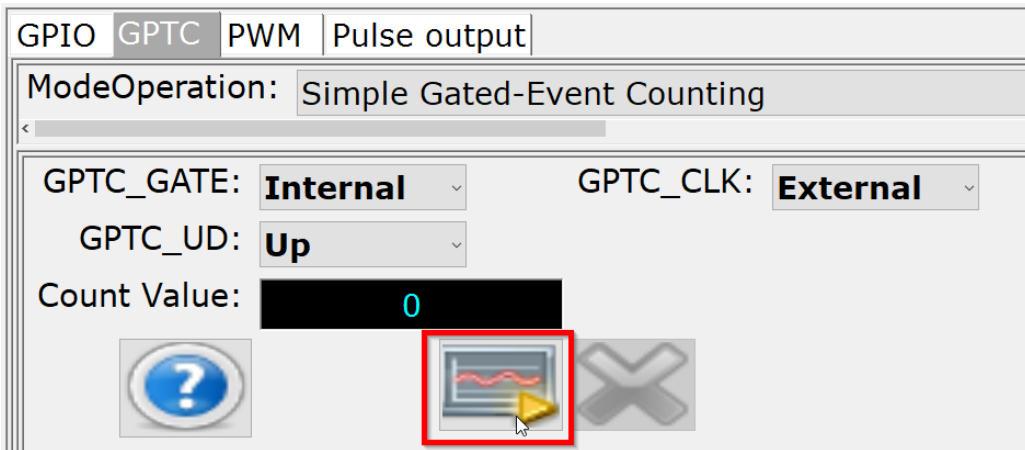 GPIO GPTC PWM Pulse output
ModeOperation: Simple Gated-Event Counting
GPTC_GATE: Internal GPTC_CLK: External
GPTC_UD: Up
Count Value: 0
?